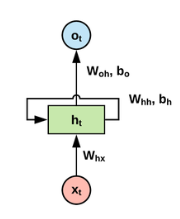 oₜ
Wₒₕ, bₒ
Wₕₕ, bₕ
hₜ
Wₕₓ
xₜ